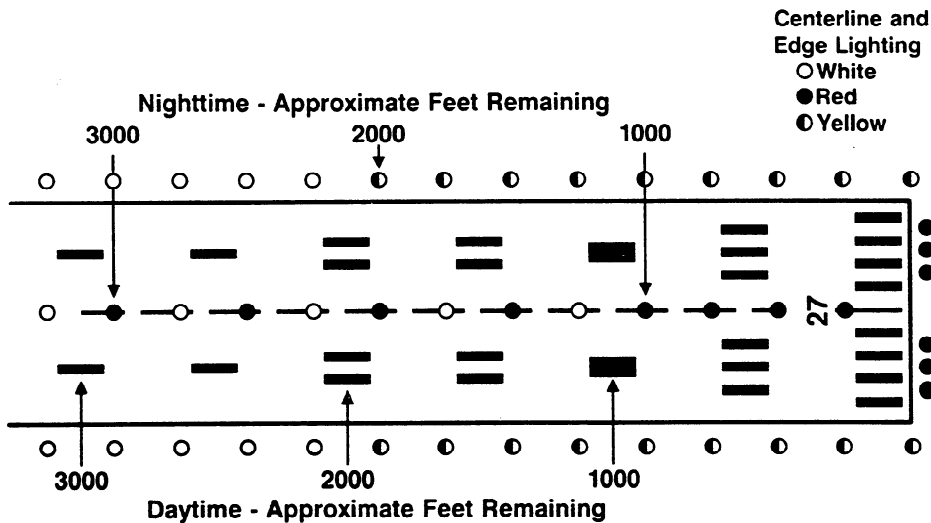 Centerline and
Edge Lighting
White
Red
Yellow
Nighttime - Approximate Feet Remaining
3000
2000
1000
27
3000
2000
1000
Daytime - Approximate Feet Remaining